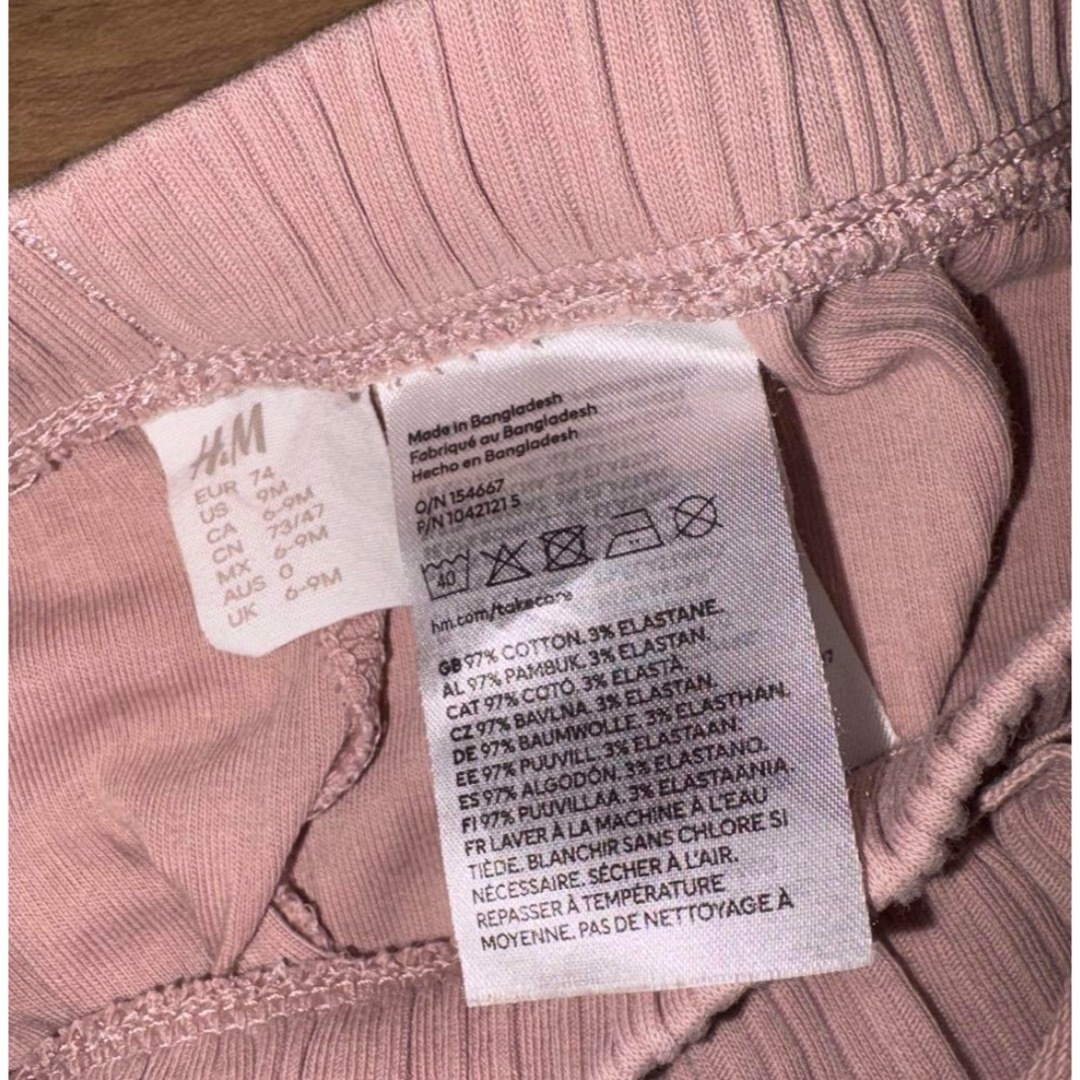 H&M
EUR 74
US 9M
CA 6-9M
CN 73/47
MX 6-9M
AUS 0
UK 6-9M
Made in Bangladesh
Fabriqué au Bangladesh
Hecho en Bangladesh
O/N 154667
P/N 1042121 S
40
hm.com/takecare
GB 97% COTTON. 3% ELASTANE.
AL 97% PAMBUK. 3% ELASTAN.
CAT 97% COTÓ. 3% ELASTÀ.
CZ 97% BAVLNA. 3% ELASTAN.
DE 97% BAUMWOLLE. 3% ELASTHAN.
EE 97% PUUVILL. 3% ELASTAAN.
ES 97% ALGODÓN. 3% ELASTANO.
FI 97% PUUVILLAA. 3% ELASTAANIA.
FR LAVER À LA MACHINE À L'EAU
TIÈDE. BLANCHIR SANS CHLORE SI
NÉCESSAIRE. SÉCHER À L'AIR.
REPASSER À TEMPÉRATURE
MOYENNE. PAS DE NETTOYAGE À